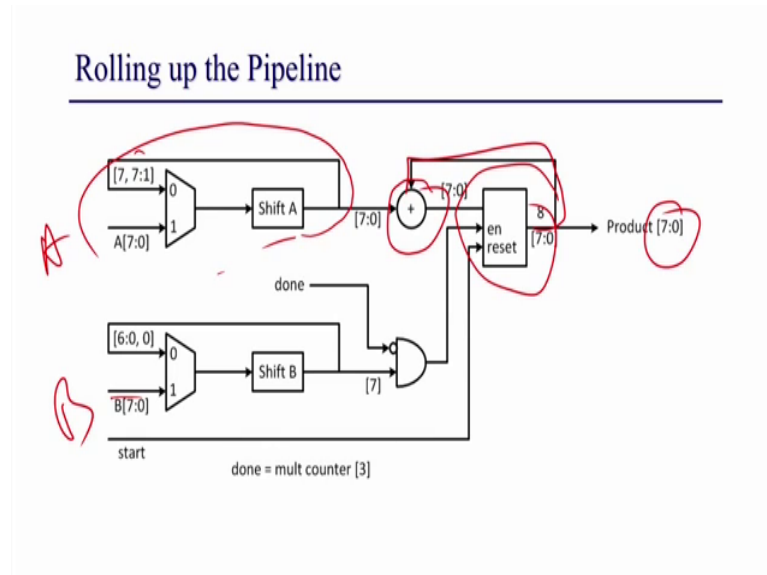 Rolling up the Pipeline
[7, 7:1]
0
1
A[7:0]
Shift A
[7:0]
+
[7:0]
en
reset
8
[7:0
Product [7:0]
A
done
[6:0, 0]
0
1
B[7:0]
Shift B
[7]
B
start
done = mult counter [3]